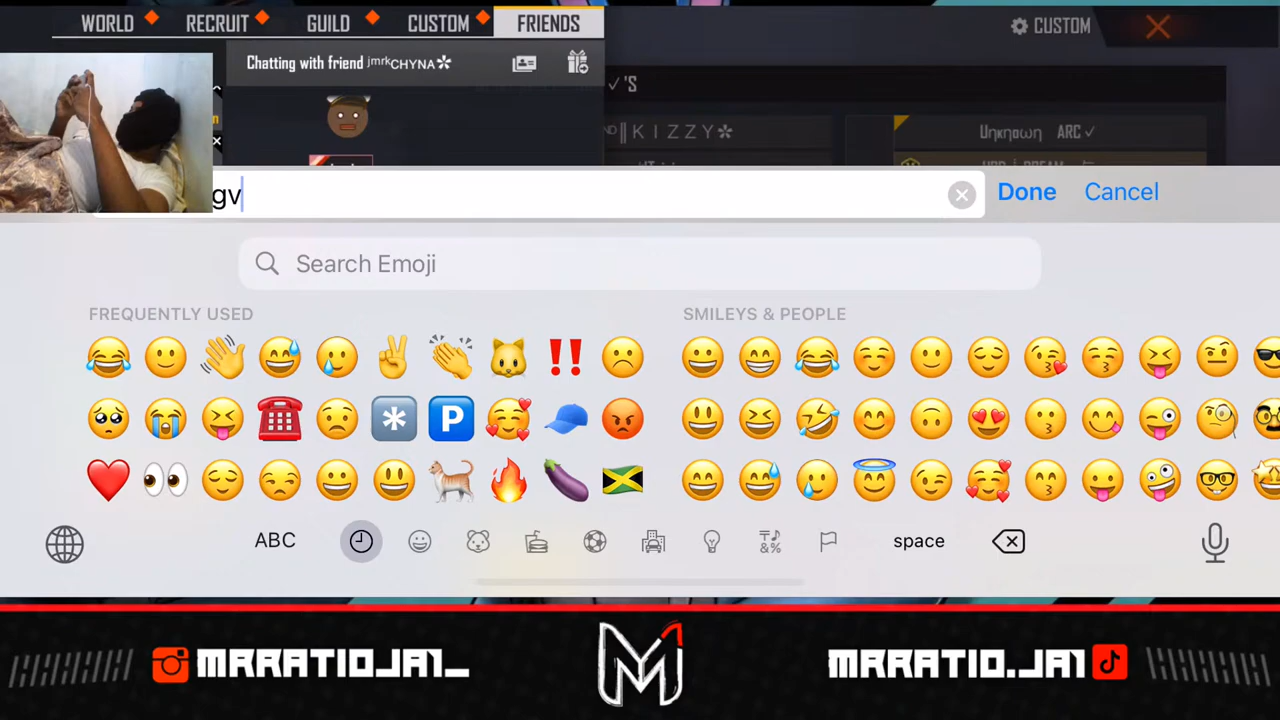 WORLD RECRUIT GUILD CUSTOM FRIENDS
CUSTOM
Chatting with friend ʲᵐʳᵏCHYNA✲
✓'S
║K I Z Z Y✲
Uηκηαωη ARC✓
gv
Done Cancel
Search Emoji
FREQUENTLY USED
SMILEYS & PEOPLE
ABC
space
MRRATIOJA1_
MRRATIO.JA1